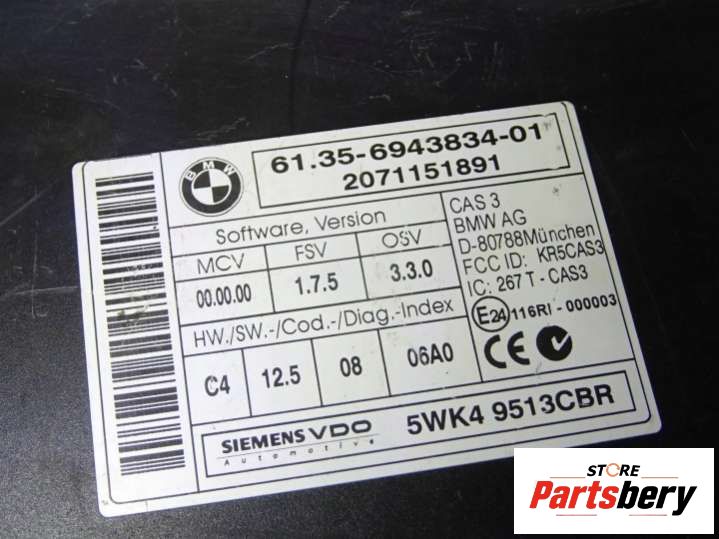 BMW
61.35-6943834-01
2071151891
Software, Version
MCV FSV OSV
00.00.00 1.7.5 3.3.0
HW./SW.-/Cod.-/Diag.-Index
C4 12.5 08 06A0
CAS 3
BMW AG
D-80788München
FCC ID: KR5CAS3
IC: 267 T - CAS3
E24 116RI - 000003
CE N
SIEMENS VDO
Automotive
5WK4 9513CBR
STORE
Partsbery